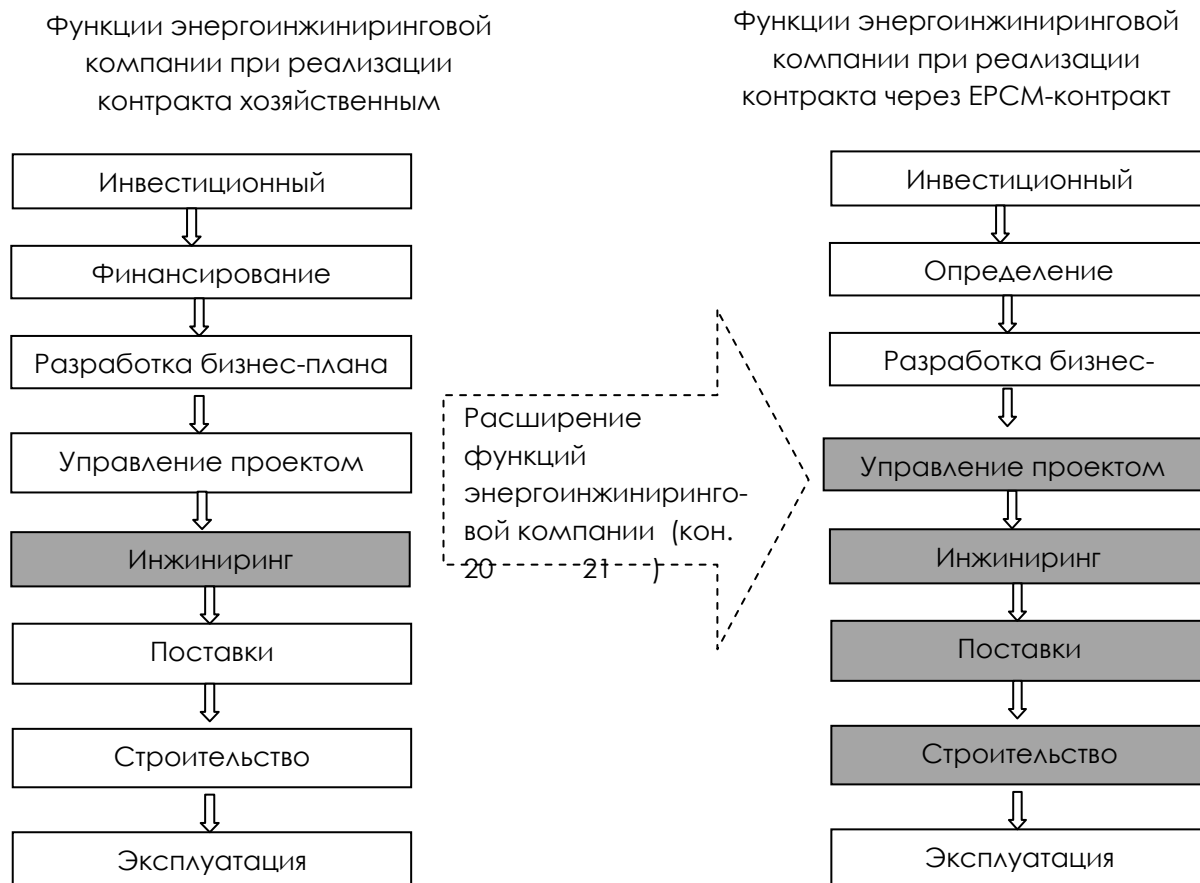 Функции энергоинжиниринговой
компании при реализации
контракта хозяйственным
Инвестиционный
Финансирование
Разработка бизнес-плана
Управление проектом
Инжиниринг
Поставки
Строительство
Эксплуатация
Расширение
функций
энергоинжиниринго-
вой компании (кон.
20 21 )
Функции энергоинжиниринговой
компании при реализации
контракта через ЕРСМ-контракт
Инвестиционный
Определение
Разработка бизнес-
Управление проектом
Инжиниринг
Поставки
Строительство
Эксплуатация